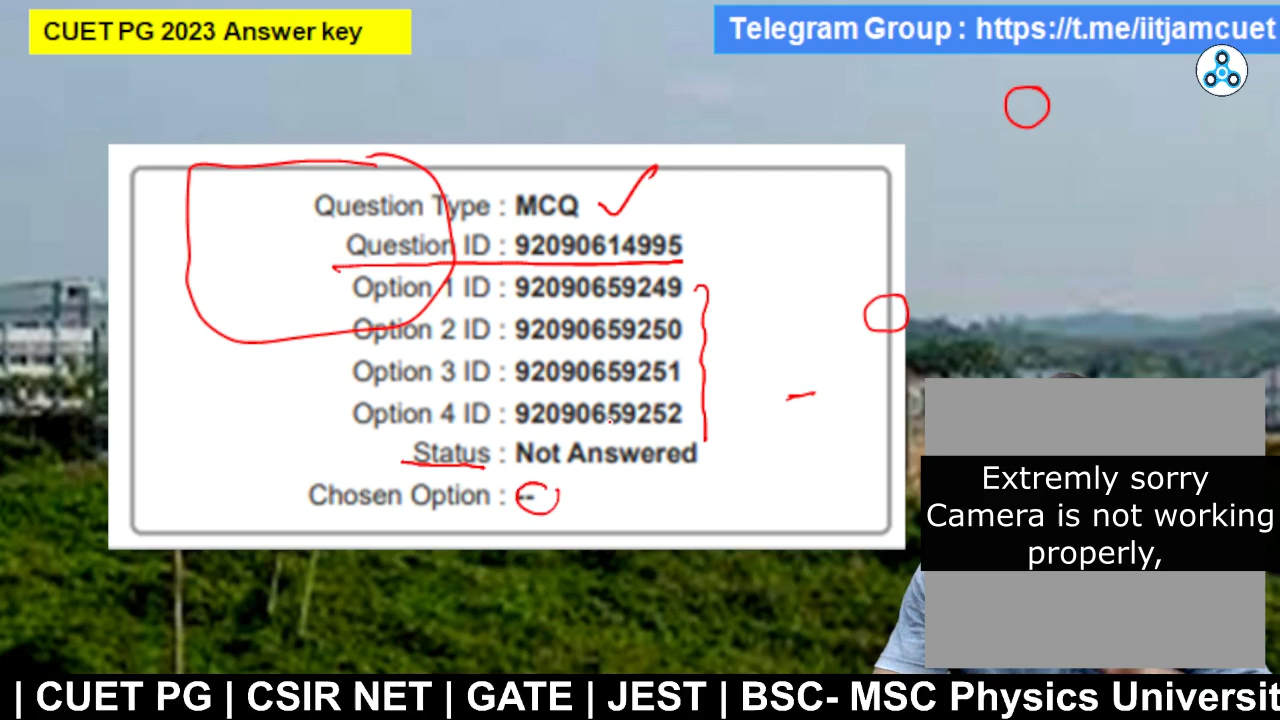 CUET PG 2023 Answer key
Telegram Group : https://t.me/iitjamcuet
Question Type : MCQ
Question ID : 92090614995
Option 1 ID : 92090659249
Option 2 ID : 92090659250
Option 3 ID : 92090659251
Option 4 ID : 92090659252
Status : Not Answered
Chosen Option : --
Extremly sorry
Camera is not working
properly,
| CUET PG | CSIR NET | GATE | JEST | BSC- MSC Physics Universit